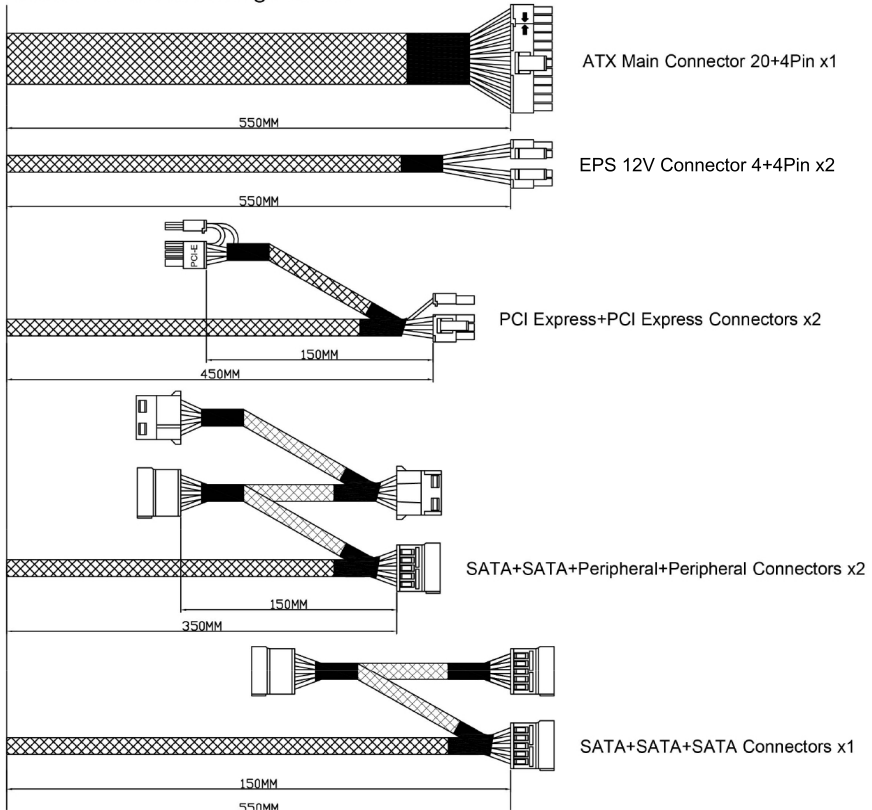 ATX Main Connector 20+4Pin x1
550MM
EPS 12V Connector 4+4Pin x2
550MM
PCI-E
PCI Express+PCI Express Connectors x2
150MM
450MM
SATA+SATA+Peripheral+Peripheral Connectors x2
150MM
350MM
SATA+SATA+SATA Connectors x1
150MM
550MM